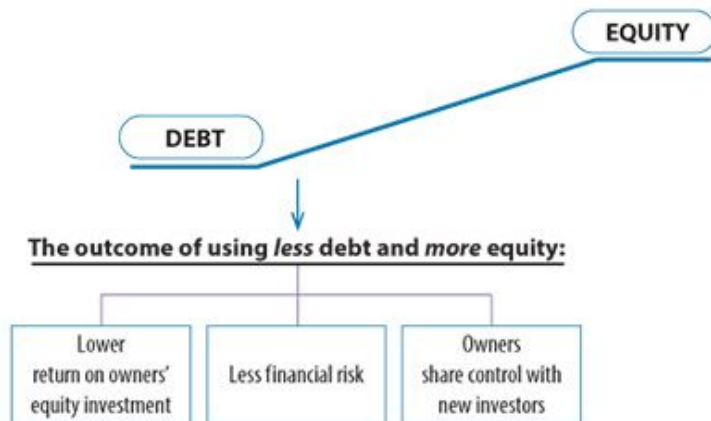 EQUITY
DEBT
The outcome of using less debt and more equity:
Lower
return on owners'
equity investment
Less financial risk
Owners
share control with
new investors